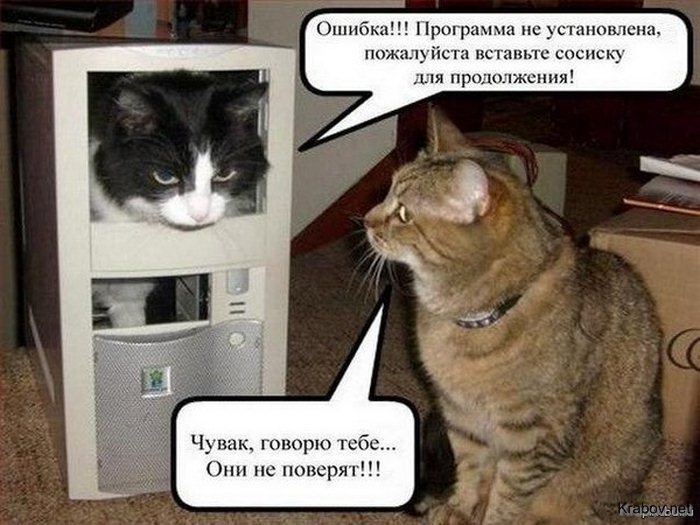 Ошибка!!! Программа не установлена,
пожалуйста вставьте сосиску
для продолжения!
Чувак, говорю тебе...
Они не поверят!!!
Krabov.net